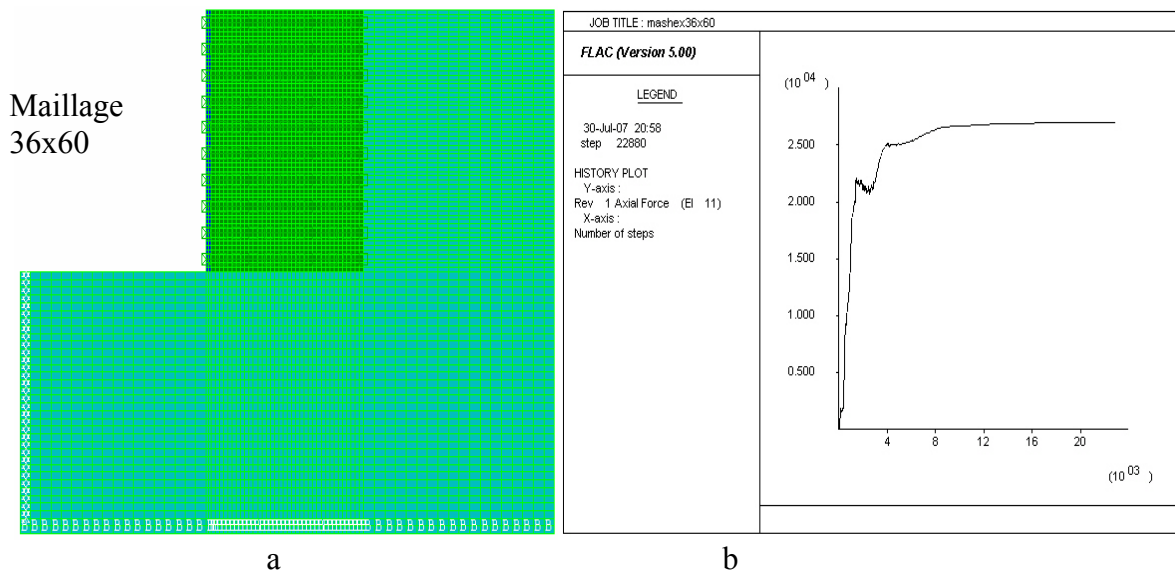 Maillage
36x60
JOB TITLE : mashex36x60
FLAC (Version 5.00)
LEGEND
30-Jul-07 20:58
step 22880
HISTORY PLOT
Y-axis :
Rev 1 Axial Force (El 11)
X-axis :
Number of steps
(10 04 )
2.500
2.000
1.500
1.000
0.500
4 8 12 16 20
(10 03 )
a b